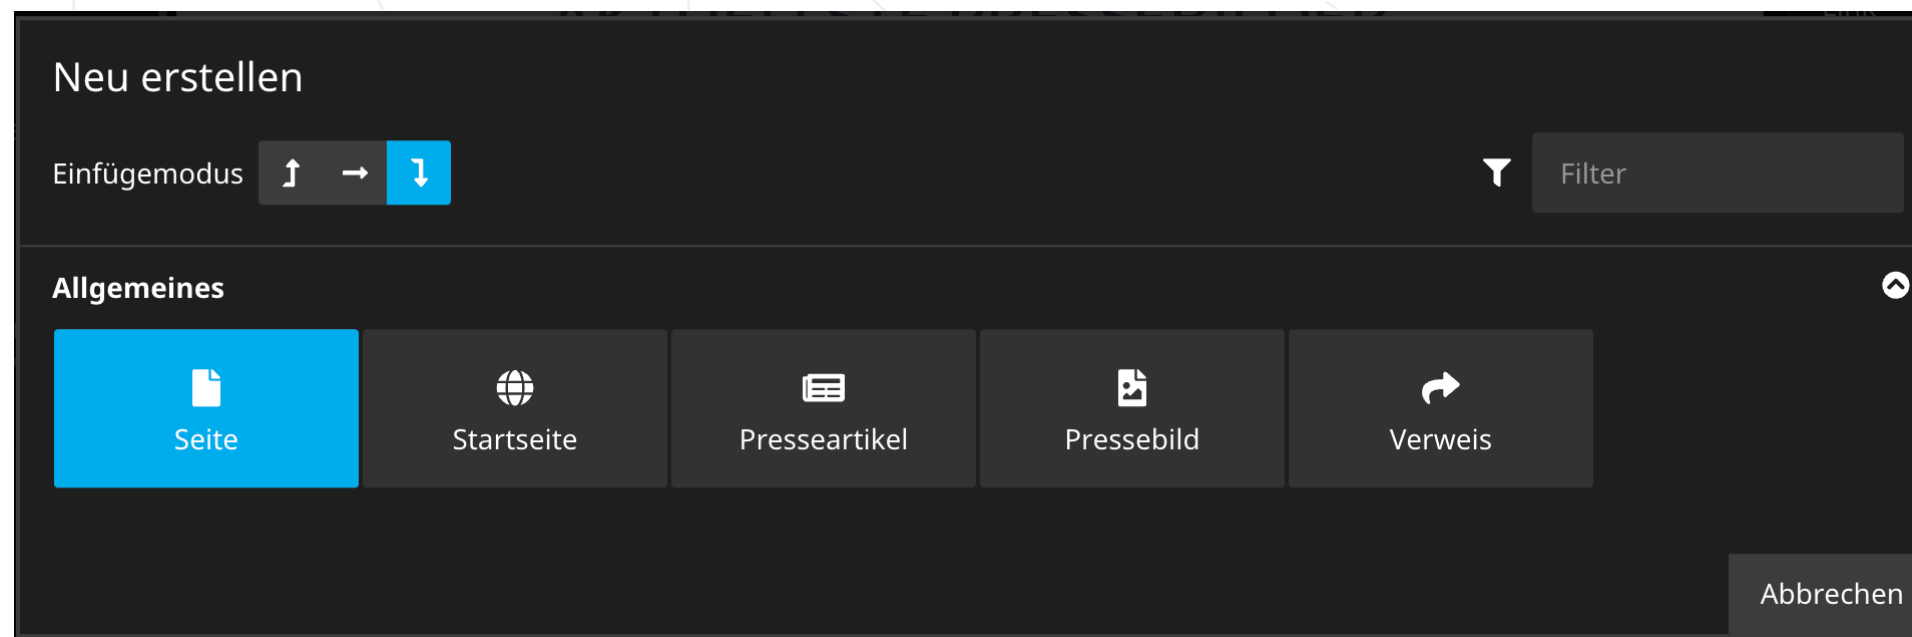 Neu erstellen
Einfügemodus
Filter
Allgemeines
Seite
Startseite
Presseartikel
Pressebild
Verweis
Abbrechen